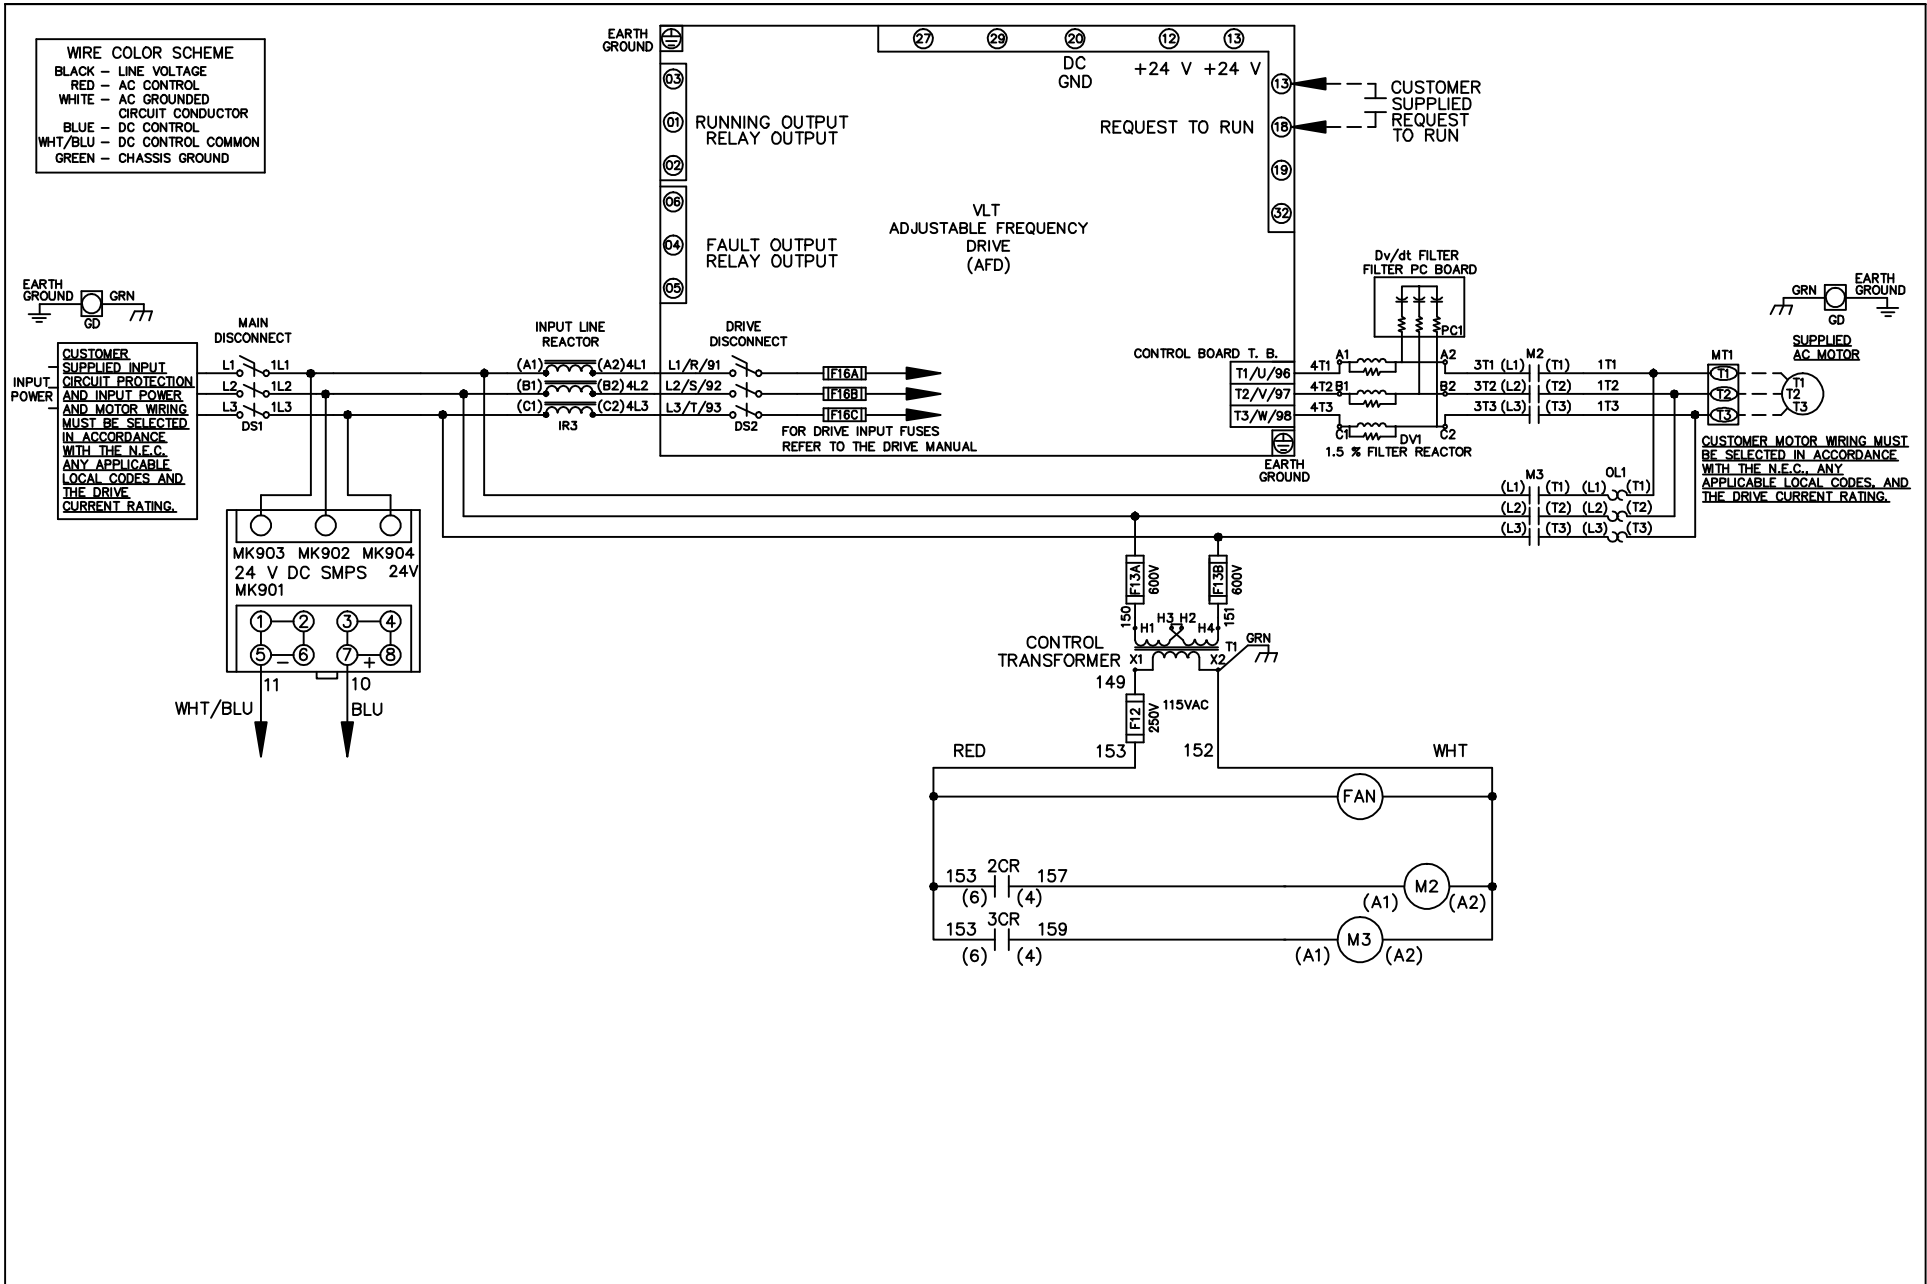 WIRE COLOR SCHEME
BLACK – LINE VOLTAGE
RED – AC CONTROL
WHITE – AC GROUNDED
CIRCUIT CONDUCTOR
BLUE – DC CONTROL
WHT/BLU – DC CONTROL COMMON
GREEN – CHASSIS GROUND
EARTH
GROUND
27 29 20 12 13
DC
GND
+24 V +24 V
03
01
02
RUNNING OUTPUT
RELAY OUTPUT
06
04
05
FAULT OUTPUT
RELAY OUTPUT
VLT
ADJUSTABLE FREQUENCY
DRIVE
(AFD)
REQUEST TO RUN
13
18
19
32
CUSTOMER
SUPPLIED
REQUEST
TO RUN
EARTH
GROUND
GRN
GD
INPUT
POWER
CUSTOMER
SUPPLIED INPUT
CIRCUIT PROTECTION
AND INPUT POWER
AND MOTOR WIRING
MUST BE SELECTED
IN ACCORDANCE
WITH THE N.E.C.
ANY APPLICABLE
LOCAL CODES AND
THE DRIVE
CURRENT RATING.
MAIN
DISCONNECT
L1 1L1
L2 1L2
L3 1L3
DS1
INPUT LINE
REACTOR
(A1) (A2) 4L1
(B1) (B2) 4L2
(C1) (C2) 4L3
IR3
DRIVE
DISCONNECT
L1/R/91
L2/S/92
L3/T/93
DS2
F16A
F16B
F16C
FOR DRIVE INPUT FUSES
REFER TO THE DRIVE MANUAL
CONTROL BOARD T. B.
T1/U/96
T2/V/97
T3/W/98
EARTH
GROUND
Dv/dt FILTER
FILTER PC BOARD
PC1
4T1 A1 A2
4T2 B1 B2
4T3 C1 C2
DV1
1.5 % FILTER REACTOR
M2
3T1 (L1) (T1) 1T1
3T2 (L2) (T2) 1T2
3T3 (L3) (T3) 1T3
MT1
T1
T2
T3
GRN
GD
EARTH
GROUND
SUPPLIED
AC MOTOR
T1
T2
T3
CUSTOMER MOTOR WIRING MUST
BE SELECTED IN ACCORDANCE
WITH THE N.E.C., ANY
APPLICABLE LOCAL CODES, AND
THE DRIVE CURRENT RATING.
M3 OL1
(L1) (T1) (L1) (T1)
(L2) (T2) (L2) (T2)
(L3) (T3) (L3) (T3)
MK903 MK902 MK904
24 V DC SMPS 24V
MK901
1 2 3 4
5 – 6 7 + 8
11 10
WHT/BLU BLU
F13A
600V
F13B
600V
150 151
H1 H3 H2 H4
CONTROL
TRANSFORMER
T1 GRN
X1 X2
149
F12
250V
115VAC
RED 153 152 WHT
FAN
153 2CR 157
(6) (4)
(A1) M2 (A2)
153 3CR 159
(6) (4)
(A1) M3 (A2)